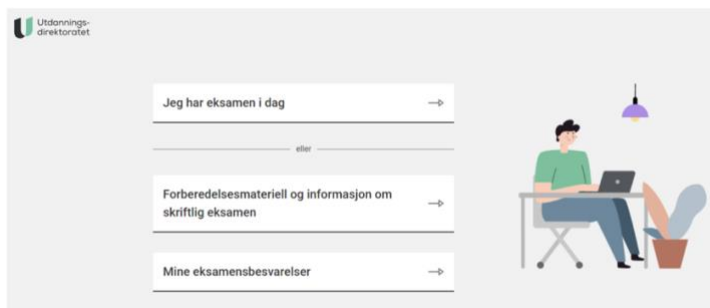 Utdannings-
direktoratet
Jeg har eksamen i dag
eller
Forberedelsesmateriell og informasjon om
skriftlig eksamen
Mine eksamensbesvarelser